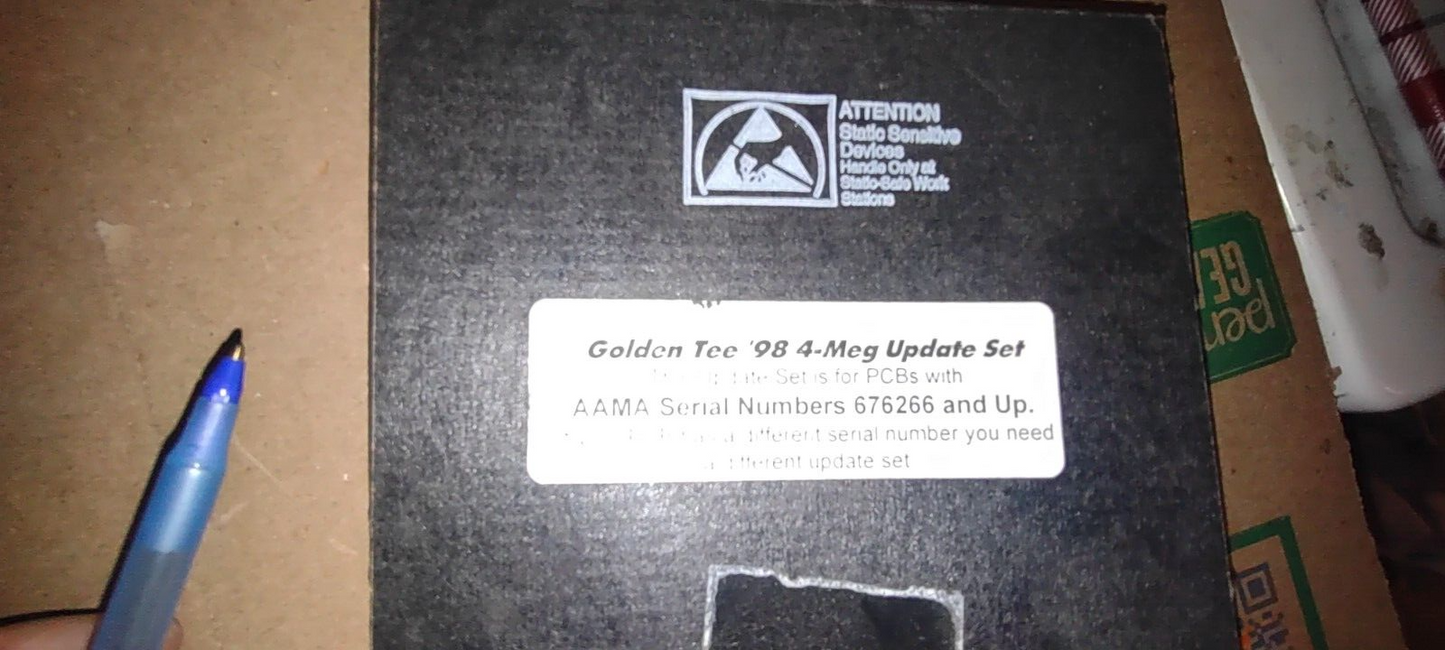 ATTENTION
Static Sensitive
Devices
Handle Only at
Static-Safe Work
Stations
Golden Tee '98 4-Meg Update Set
Set is for PCBs with
AAMA Serial Numbers 676266 and Up.
different serial number you need
different update set